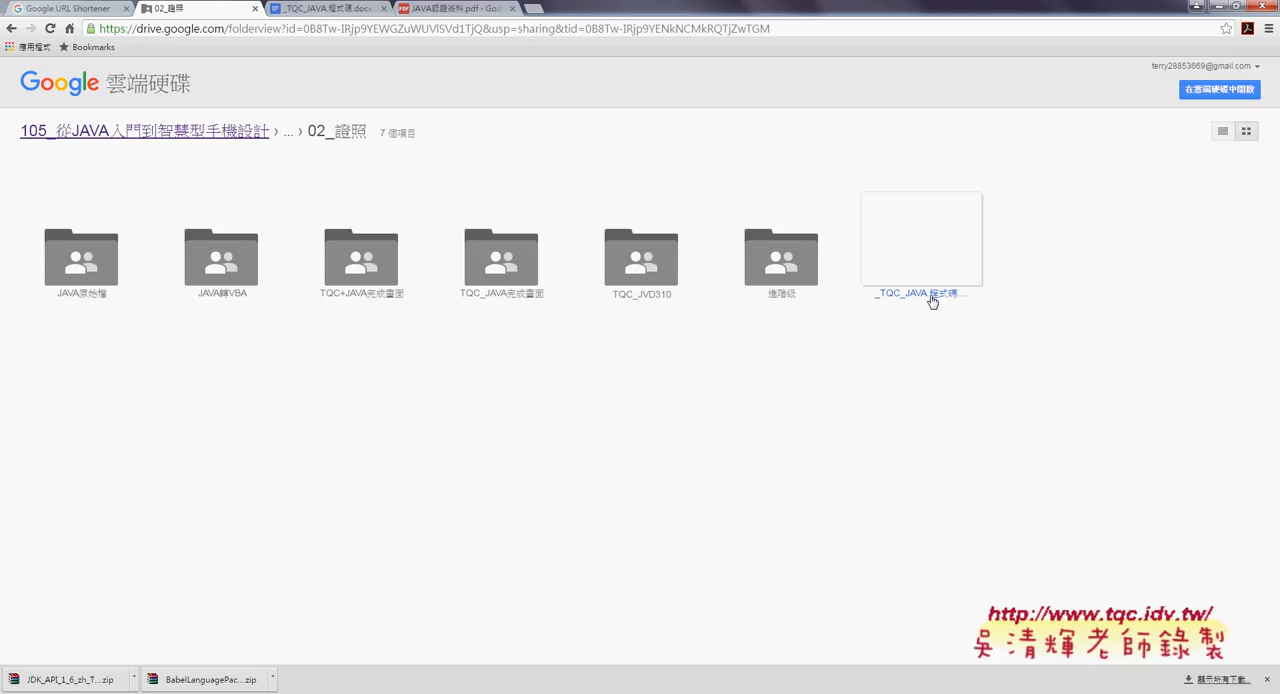 Google URL Shortener
02_證照
_TQC_JAVA.程式碼.docx
JAVA認證術科.pdf - Goo
https://drive.google.com/folderview?id=0B8Tw-IRjp9YEWGZuWUVlSVd1TjQ&usp=sharing&tid=0B8Tw-IRjp9YENkNCMkRQTjZwTGM
應用程式 Bookmarks
terry28853669@gmail.com
Google 雲端硬碟
在雲端硬碟中開啟
105_從JAVA入門到智慧型手機設計 › ... › 02_證照 7 個項目
JAVA原始檔
JAVA轉VBA
TQC+JAVA完成畫面
TQC_JAVA完成畫面
TQC_JVD310
進階級
_TQC_JAVA.程式碼....
http://www.tqc.idv.tw/
吳清輝老師錄製
JDK_API_1_6_zh_T....zip
BabelLanguagePac....zip
顯示所有下載...